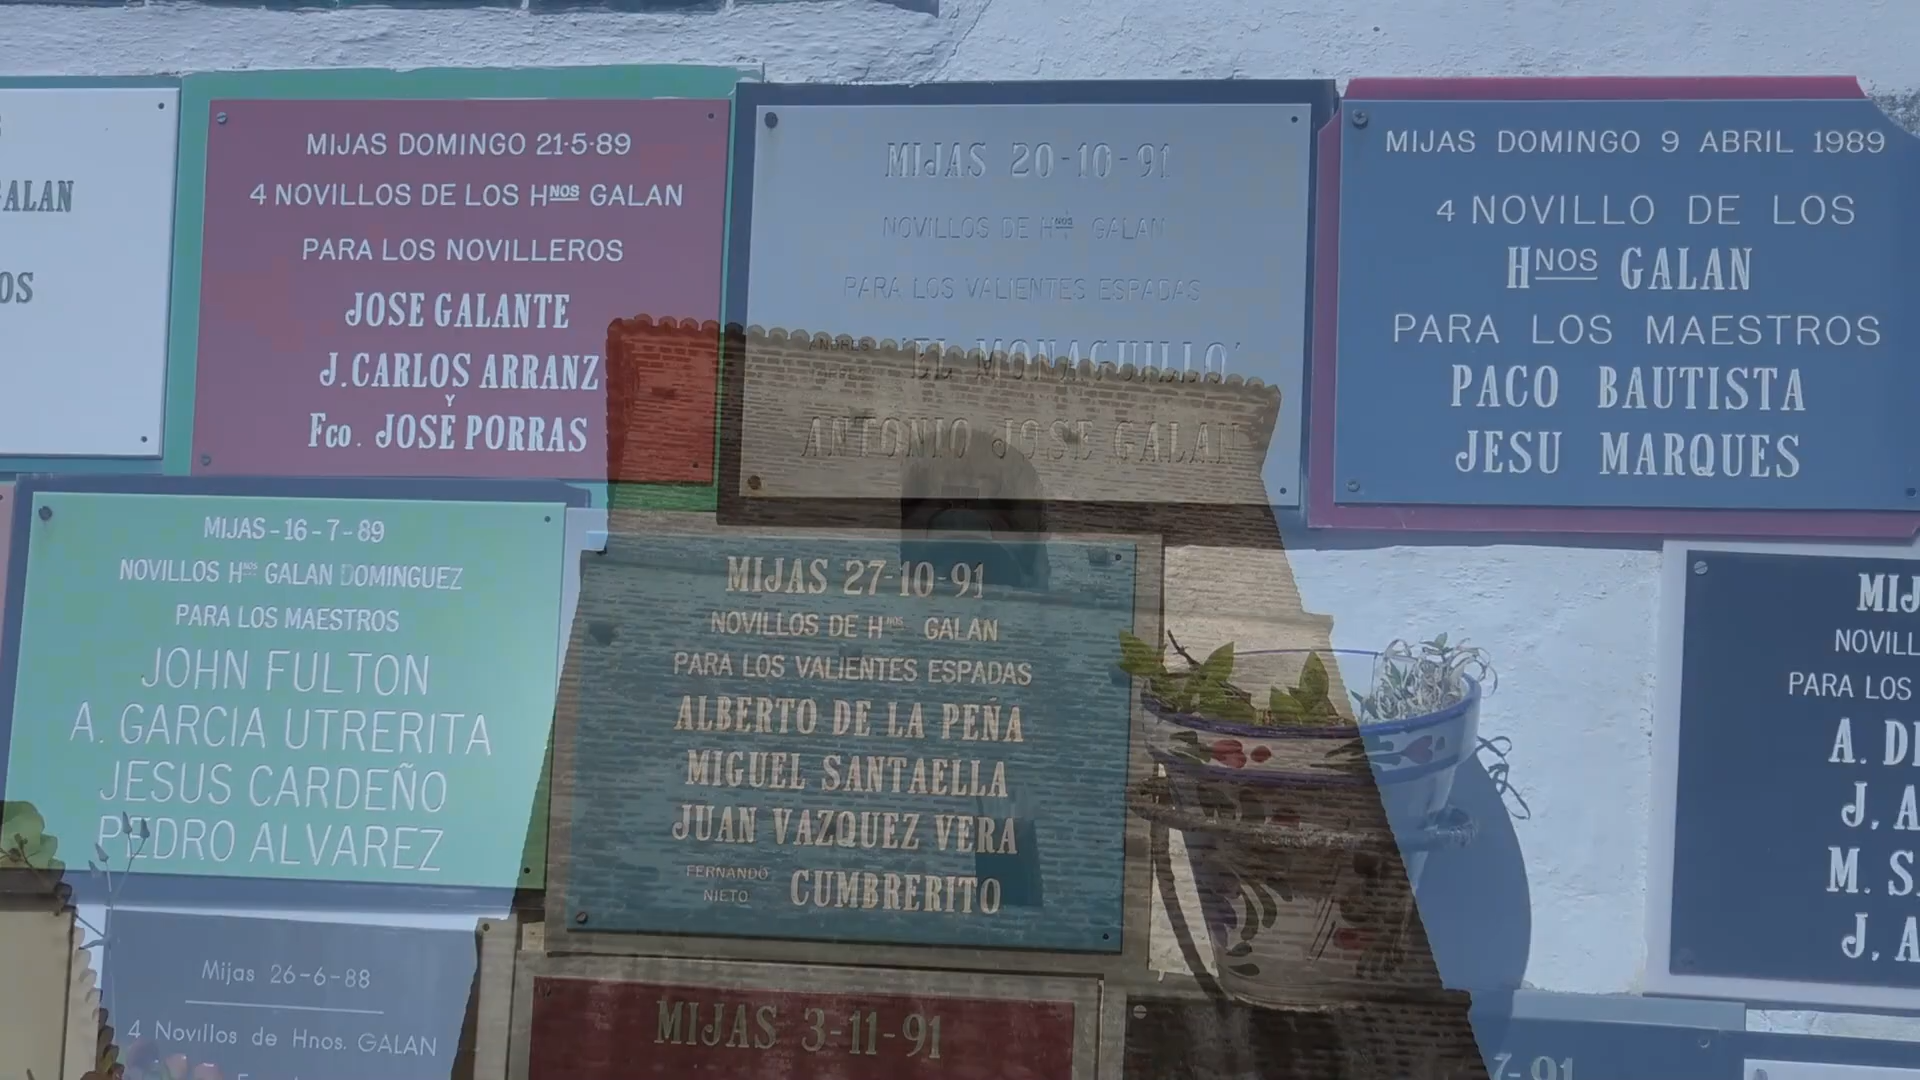 ALAN
OS
MIJAS DOMINGO 21-5-89
4 NOVILLOS DE LOS HNOS GALAN
PARA LOS NOVILLEROS
JOSE GALANTE
J. CARLOS ARRANZ
Y
Fco. JOSE PORRAS
MIJAS 20-10-91
NOVILLOS DE HNOS GALAN
PARA LOS VALIENTES ESPADAS
'EL MONAGUILLO'
ANTONIO JOSE GALAN
MIJAS DOMINGO 9 ABRIL 1989
4 NOVILLO DE LOS
HNOS GALAN
PARA LOS MAESTROS
PACO BAUTISTA
JESU MARQUES
MIJAS-16-7-89
NOVILLOS HNOS GALAN DOMINGUEZ
PARA LOS MAESTROS
JOHN FULTON
A. GARCIA UTRERITA
JESUS CARDEÑO
PEDRO ALVAREZ
MIJAS 27-10-91
NOVILLOS DE HNOS GALAN
PARA LOS VALIENTES ESPADAS
ALBERTO DE LA PEÑA
MIGUEL SANTAELLA
JUAN VAZQUEZ VERA
FERNANDO NIETO CUMBRERITO
MIJ
NOVILL
PARA LOS
A. D
J. A
M. S
J. A
Mijas 26-6-88
4 Novillos de Hnos. GALAN
MIJAS 3-11-91
7-91